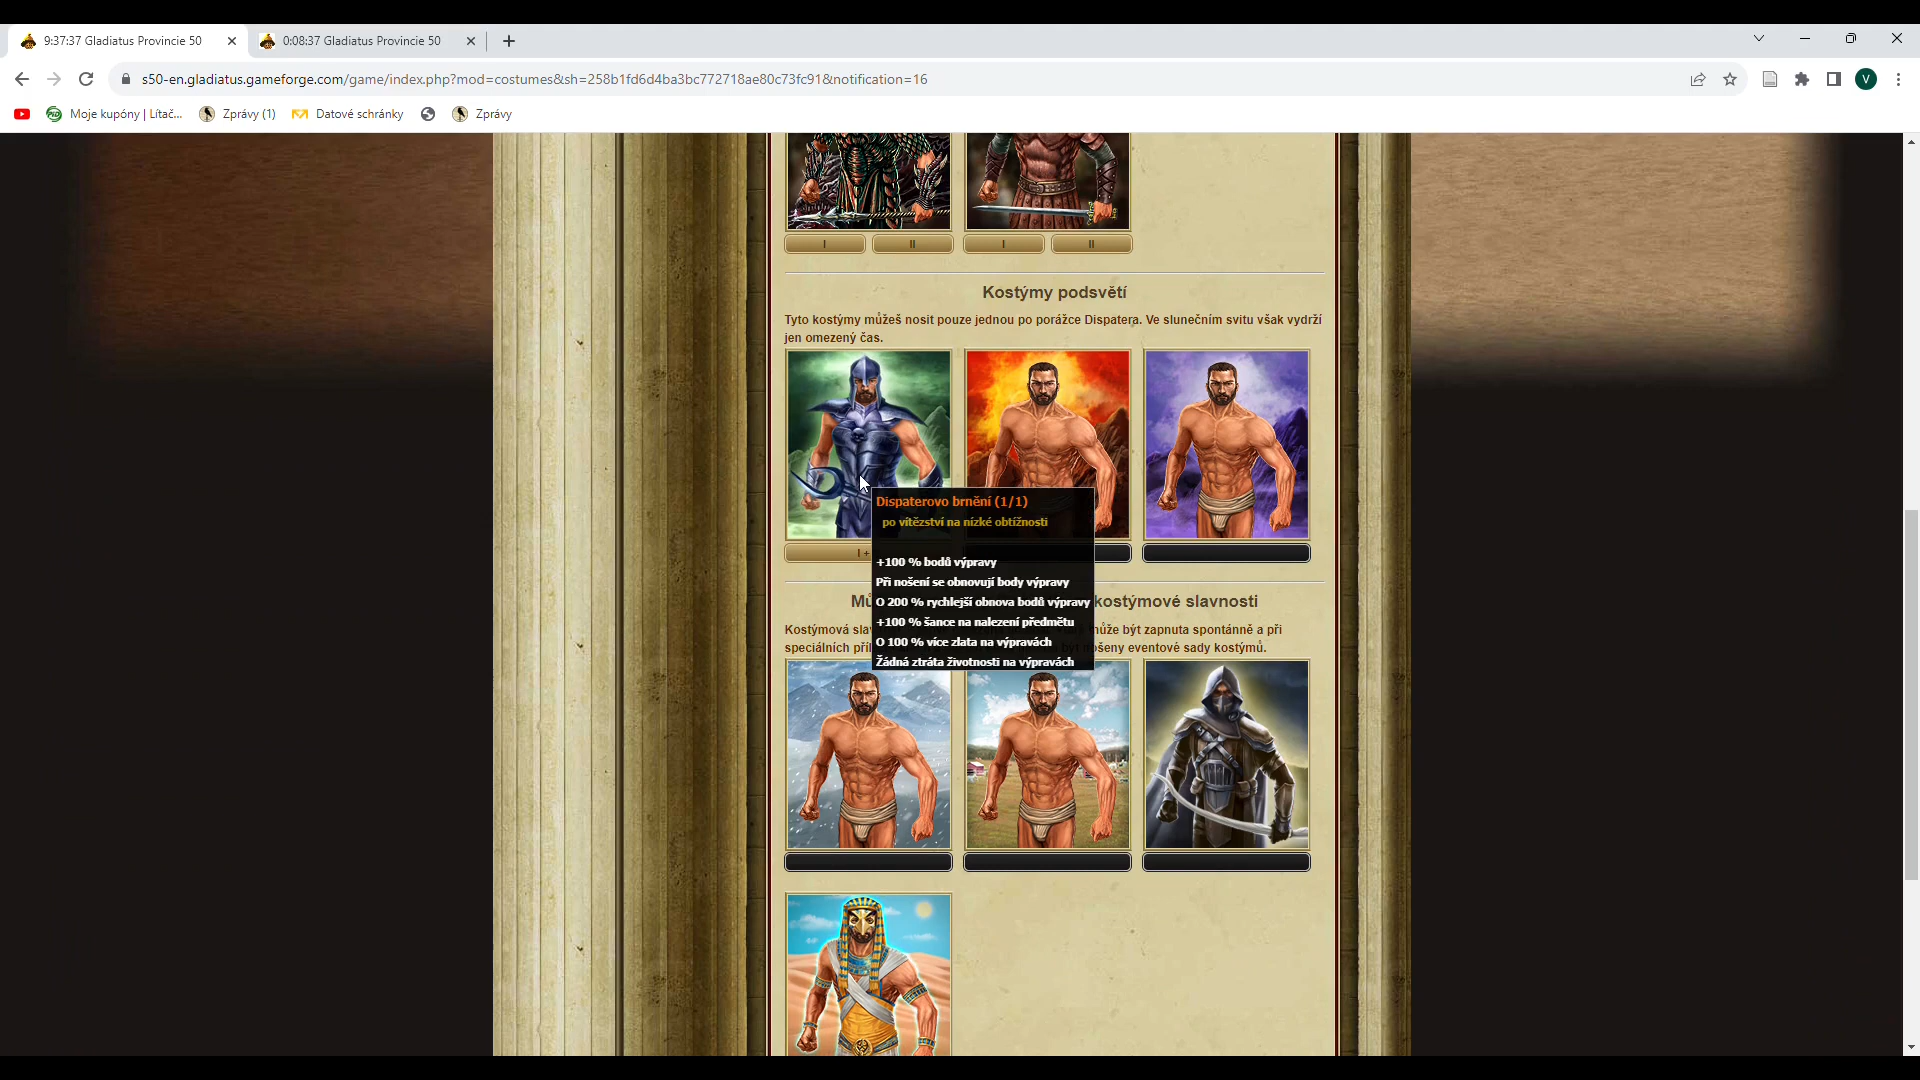 9:37:37 Gladiatus Provincie 50
0:08:37 Gladiatus Provincie 50
s50-en.gladiatus.gameforge.com/game/index.php?mod=costumes&sh=258b1fd6d4ba3bc772718ae80c73fc91&notification=16
V
Moje kupóny | Lítač...
Zprávy (1)
Datové schránky
Zprávy
I
II
I
II
Kostýmy podsvětí
Tyto kostýmy můžeš nosit pouze jednou po porážce Dispatera. Ve slunečním svitu však vydrží
jen omezený čas.
I +
Dispaterovo brnění (1/1)
po vítězství na nízké obtížnosti
+100 % bodů výpravy
Při nošení se obnovují body výpravy
O 200 % rychlejší obnova bodů výpravy
+100 % šance na nalezení předmětu
O 100 % více zlata na výpravách
Žádná ztráta životnosti na výpravách
kostýmové slavnosti
Kostýmová může být zapnuta spontánně a při
speciálních eventové sady kostýmů.